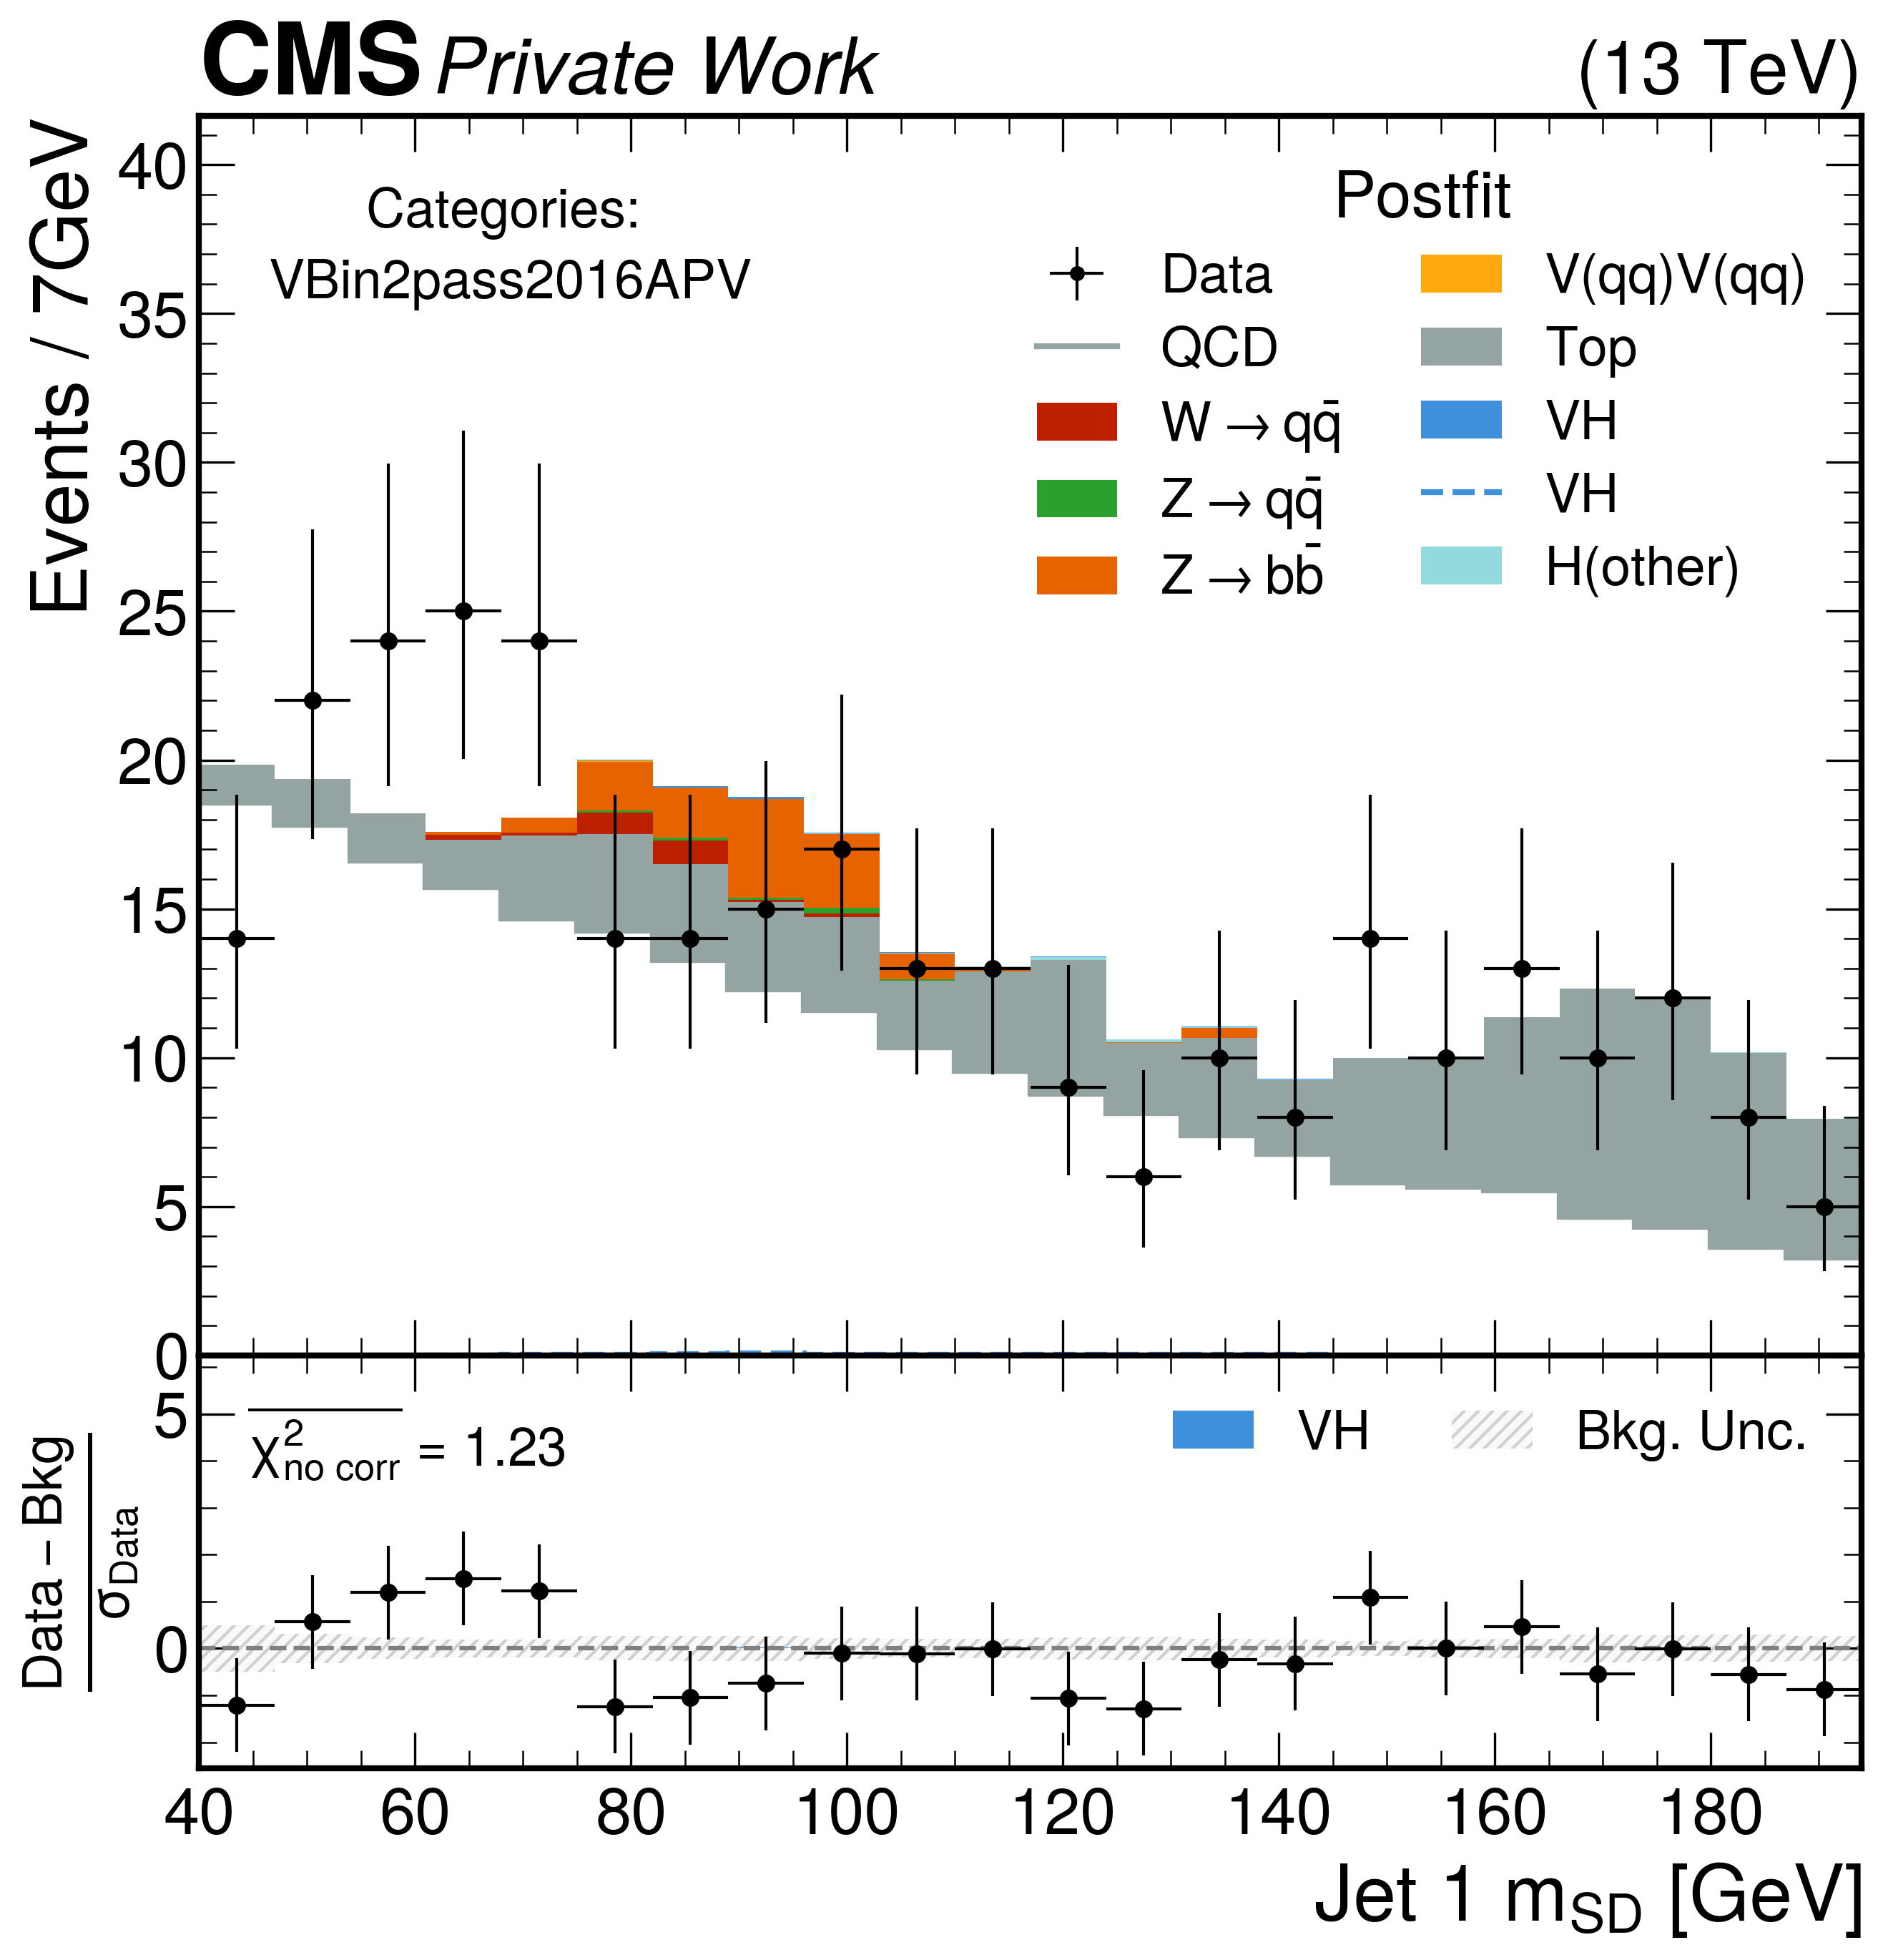 CMS Private Work (13 TeV)
Events / 7GeV
40
35
30
25
20
15
10
5
0
Categories:
VBin2pass2016APV
Postfit
Data
QCD
W → qq̄
Z → qq̄
Z → bb̄
V(qq)V(qq)
Top
VH
VH
H(other)
Data − Bkg
σData
5
0
χ²no corr = 1.23
VH
Bkg. Unc.
40 60 80 100 120 140 160 180
Jet 1 mSD [GeV]